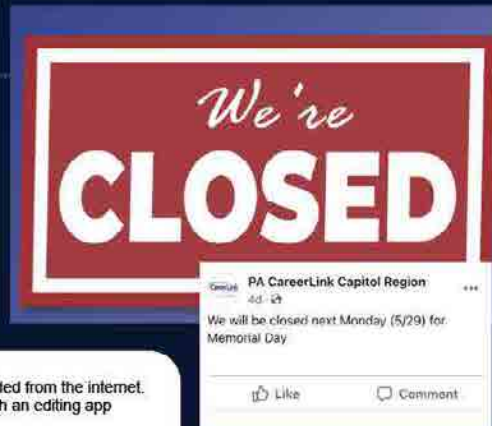 We're
CLOSED
CareerLink
PA CareerLink Capitol Region
4d
We will be closed next Monday (5/29) for
Memorial Day
Like
Comment
ded from the internet.
h an editing app